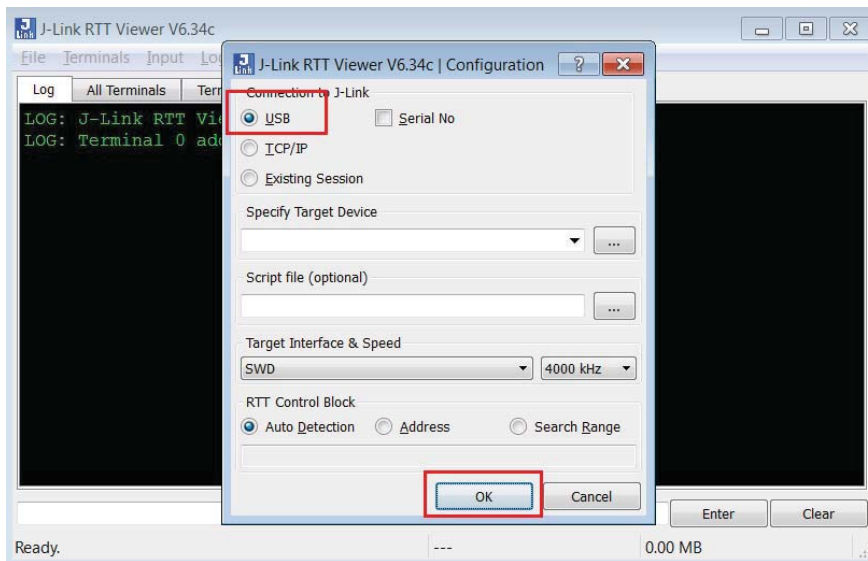 J-Link RTT Viewer V6.34c
File Terminals Input
Log All Terminals
LOG: J-Link RTT
LOG: Terminal 0
J-Link RTT Viewer V6.34c | Configuration
Connection to J-Link
USB Serial No
TCP/IP
Existing Session
Specify Target Device
...
Script file (optional)
...
Target Interface & Speed
SWD 4000 kHz
RTT Control Block
Auto Detection Address Search Range
OK Cancel
Enter Clear
Ready. --- 0.00 MB